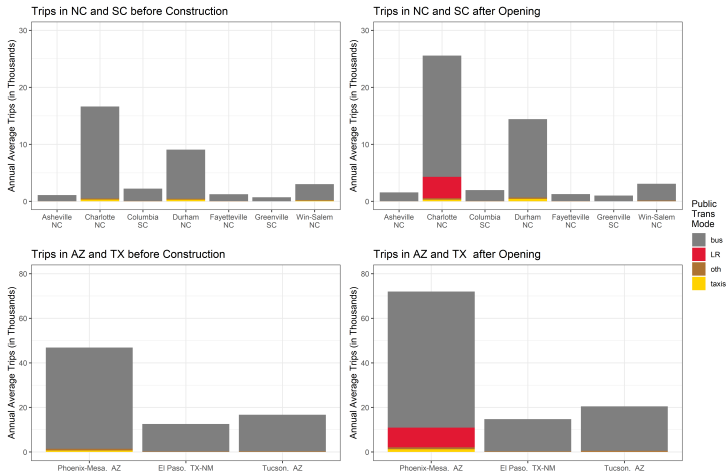 Trips in NC and SC before Construction
Annual Average Trips (in Thousands)
30
20
10
0
Asheville NC
Charlotte NC
Columbia SC
Durham NC
Fayetteville NC
Greenville SC
Win-Salem NC
Trips in NC and SC after Opening
Annual Average Trips (in Thousands)
30
20
10
0
Asheville NC
Charlotte NC
Columbia SC
Durham NC
Fayetteville NC
Greenville SC
Win-Salem NC
Public
Trans
Mode
bus
LR
oth
taxis
Trips in AZ and TX before Construction
Annual Average Trips (in Thousands)
80
60
40
20
0
Phoenix-Mesa, AZ
El Paso, TX-NM
Tucson, AZ
Trips in AZ and TX  after Opening
Annual Average Trips (in Thousands)
80
60
40
20
0
Phoenix-Mesa, AZ
El Paso, TX-NM
Tucson, AZ